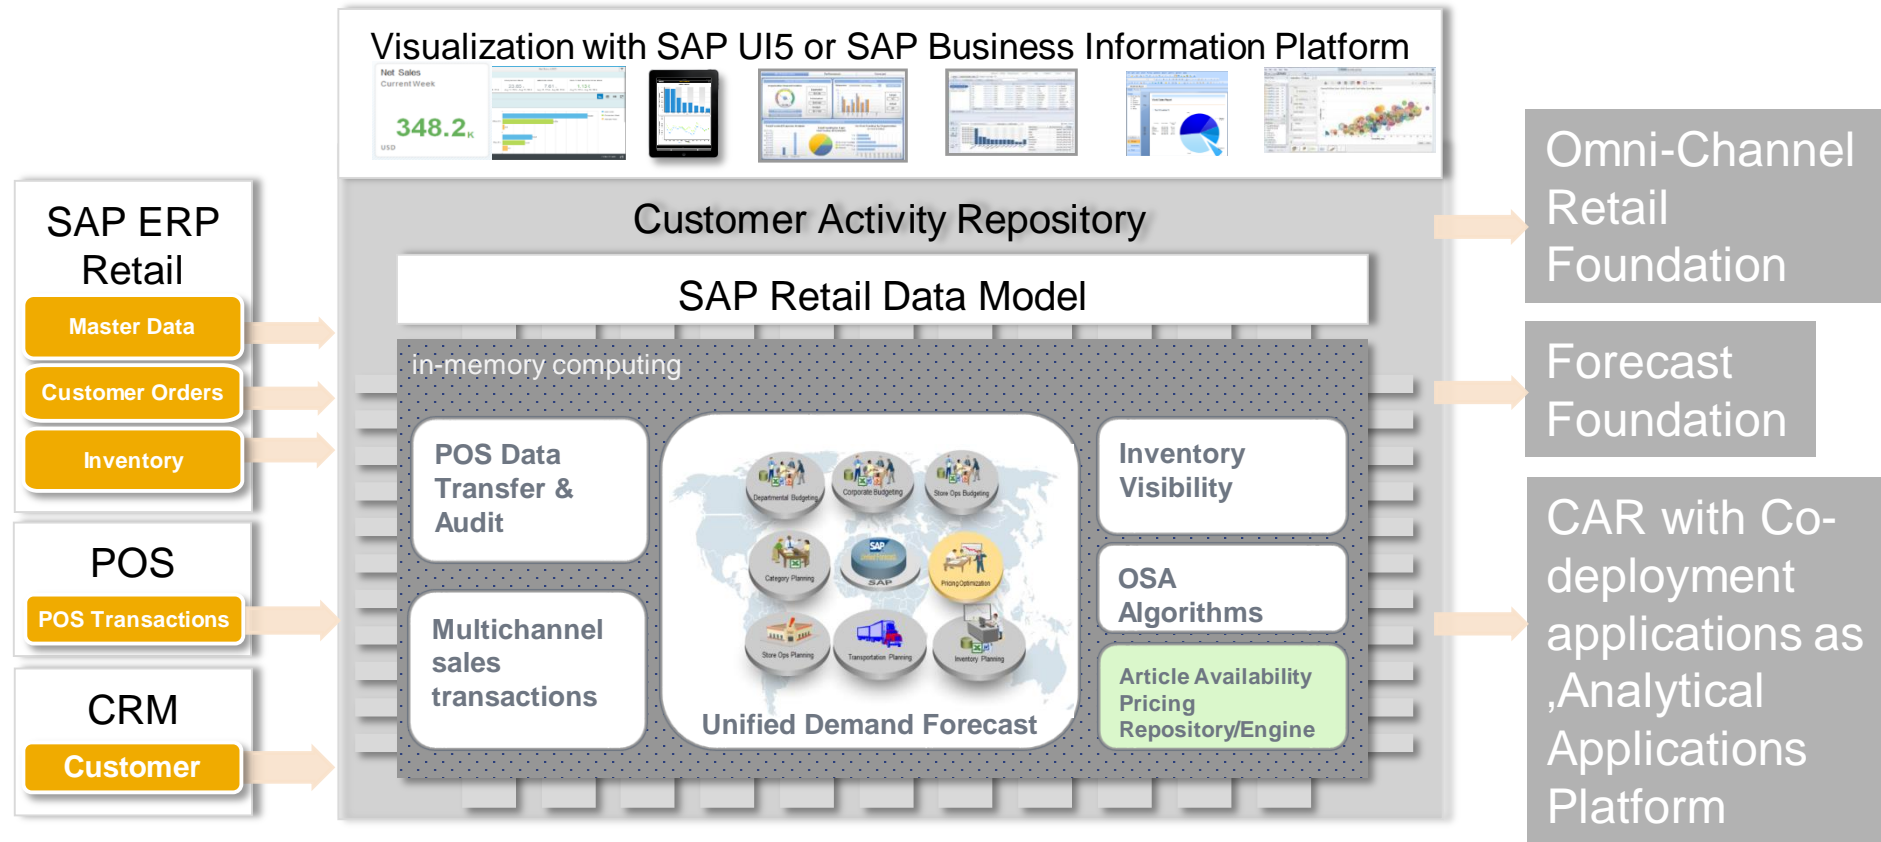 Visualization with SAP UI5 or SAP Business Information Platform
Net Sales
Current Week
348.2K
USD
SAP ERP
Retail
Master Data
Customer Orders
Inventory
POS
POS Transactions
CRM
Customer
Customer Activity Repository
SAP Retail Data Model
in-memory computing
POS Data
Transfer &
Audit
Multichannel
sales
transactions
Departmental Budgeting
Corporate Budgeting
Store Ops Budgeting
Category Planning
SAP
SAP
Pricing Optimization
Store Ops Planning
Transportation Planning
Inventory Planning
Unified Demand Forecast
Inventory
Visibility
OSA
Algorithms
Article Availability
Pricing
Repository/Engine
Omni-Channel
Retail
Foundation
Forecast
Foundation
CAR with Co-
deployment
applications as
‚Analytical
Applications
Platform